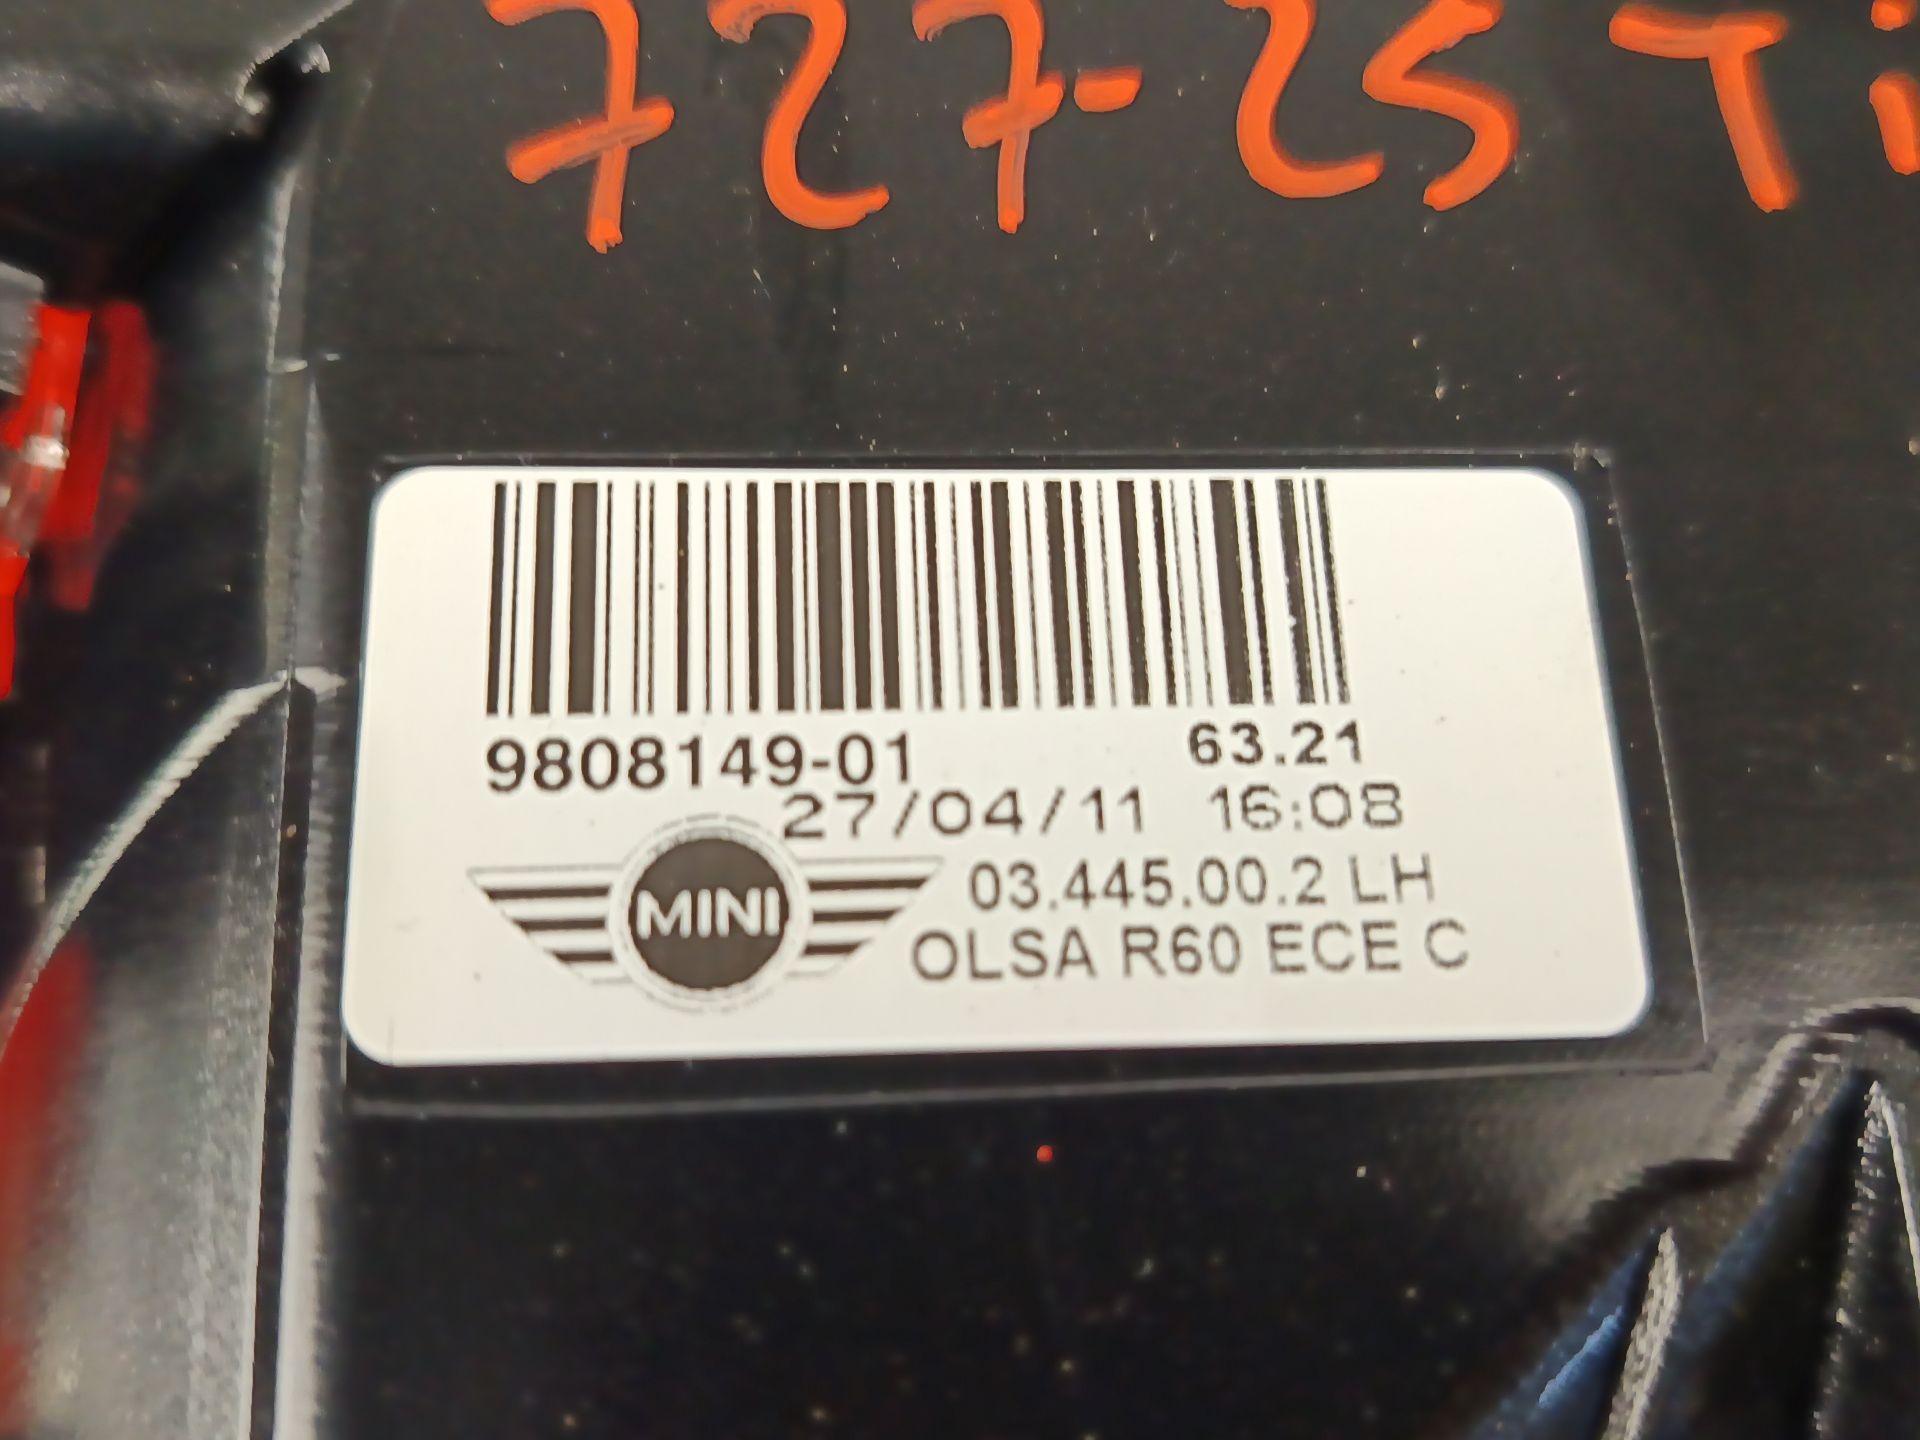 727-25 Ti
9808149-01 63.21
27/04/11 16:08
MINI 03.445.00.2 LH
OLSA R60 ECE C